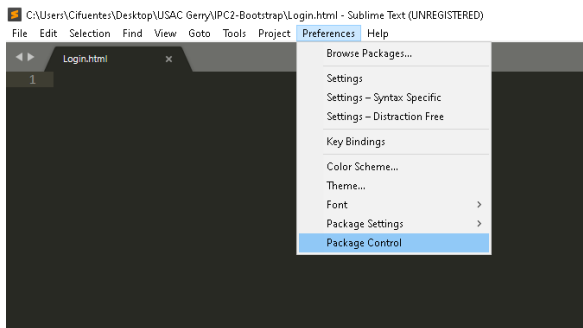 C:\Users\Cifuentes\Desktop\USAC Gerry\IPC2-Bootstrap\Login.html - Sublime Text (UNREGISTERED)
File Edit Selection Find View Goto Tools Project Preferences Help
Login.html ×
1
Browse Packages...
Settings
Settings – Syntax Specific
Settings – Distraction Free
Key Bindings
Color Scheme...
Theme...
Font >
Package Settings >
Package Control